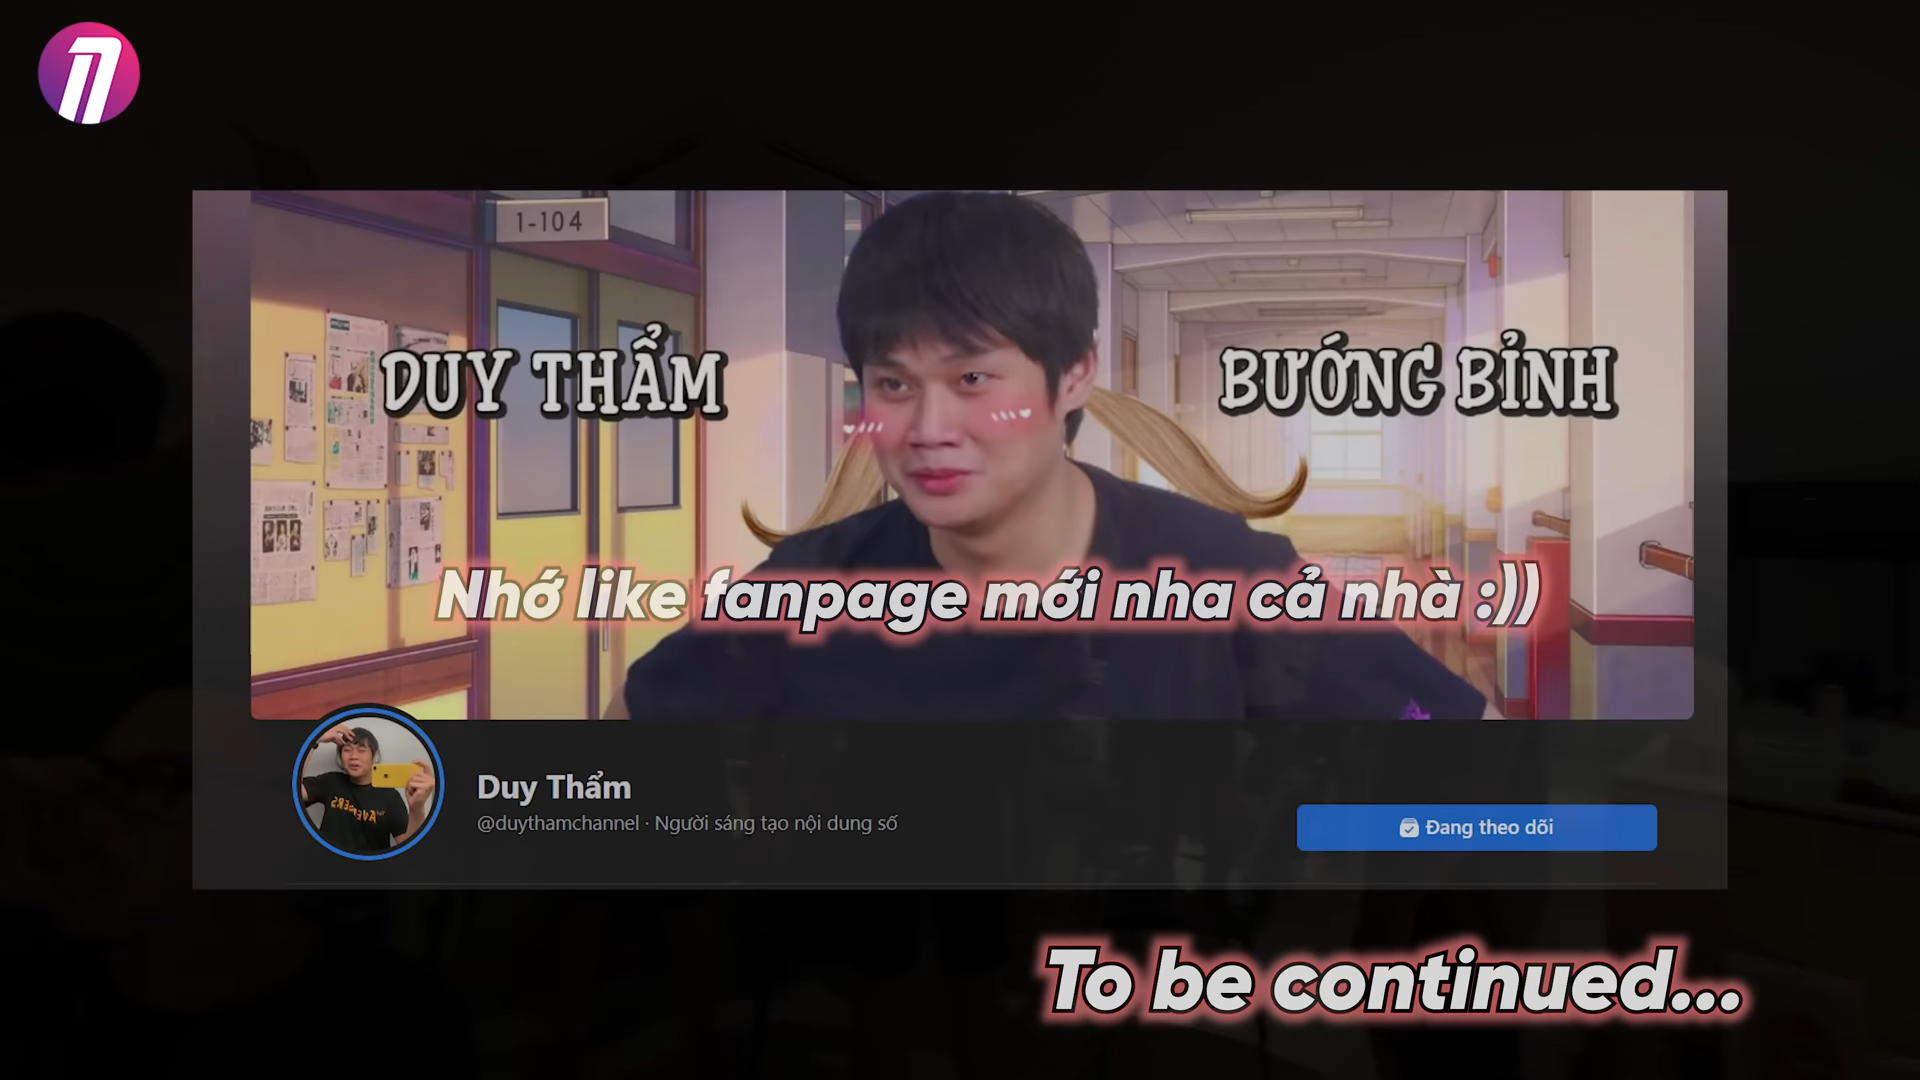 1-104
DUY THẨM
BƯỚNG BỈNH
Nhớ like fanpage mới nha cả nhà :))
Duy Thẩm
@duythamchannel · Người sáng tạo nội dung số
Đang theo dõi
To be continued...